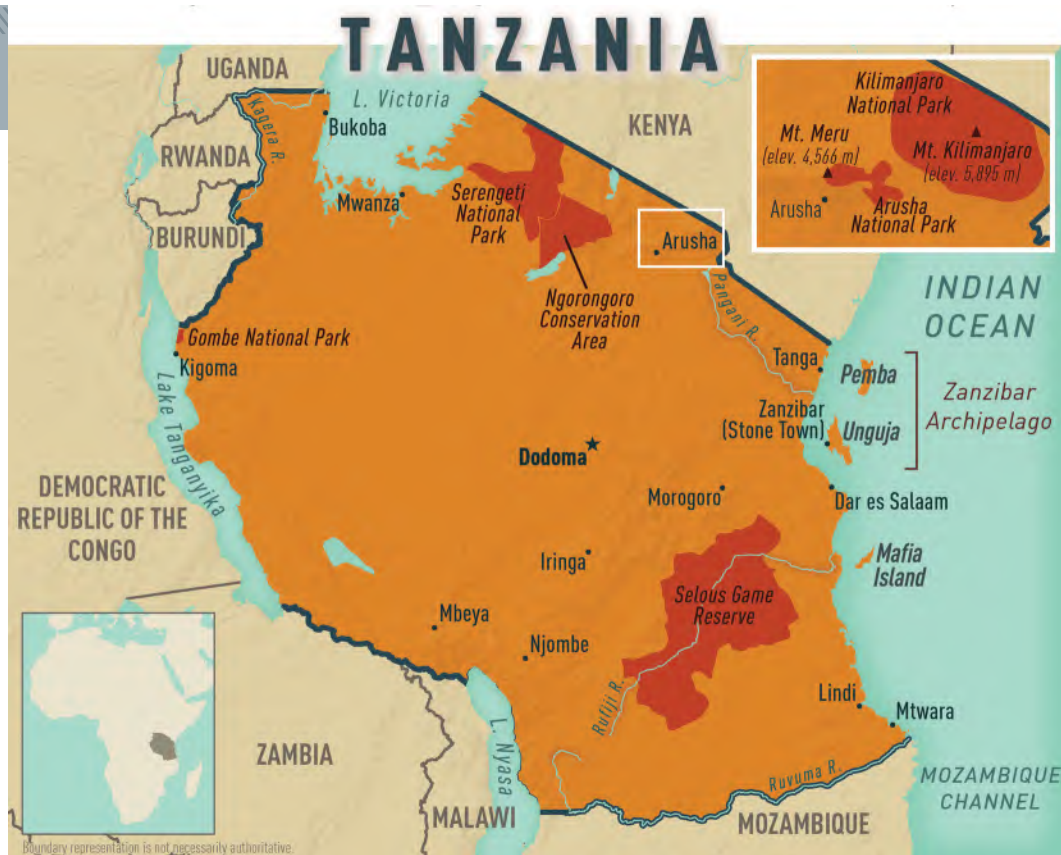 TANZANIA
UGANDA
L. Victoria
KENYA
Kagera R.
Bukoba
RWANDA
Mwanza
BURUNDI
Serengeti
National
Park
Arusha
Ngorongoro
Conservation
Area
Pangani R.
Kilimanjaro
National Park
Mt. Meru
(elev. 4,566 m)
Mt. Kilimanjaro
(elev. 5,895 m)
Arusha
Arusha
National Park
INDIAN
OCEAN
Gombe National Park
Kigoma
Lake Tanganyika
Tanga
Pemba
Zanzibar
Archipelago
Zanzibar
(Stone Town)
Unguja
Dodoma
Morogoro
Dar es Salaam
DEMOCRATIC
REPUBLIC OF THE
CONGO
Iringa
Mafia
Island
Selous Game
Reserve
Mbeya
Njombe
Rufiji R.
Lindi
Mtwara
ZAMBIA
L. Nyasa
Ruvuma R.
MALAWI
MOZAMBIQUE
MOZAMBIQUE
CHANNEL
Boundary representation is not necessarily authoritative.